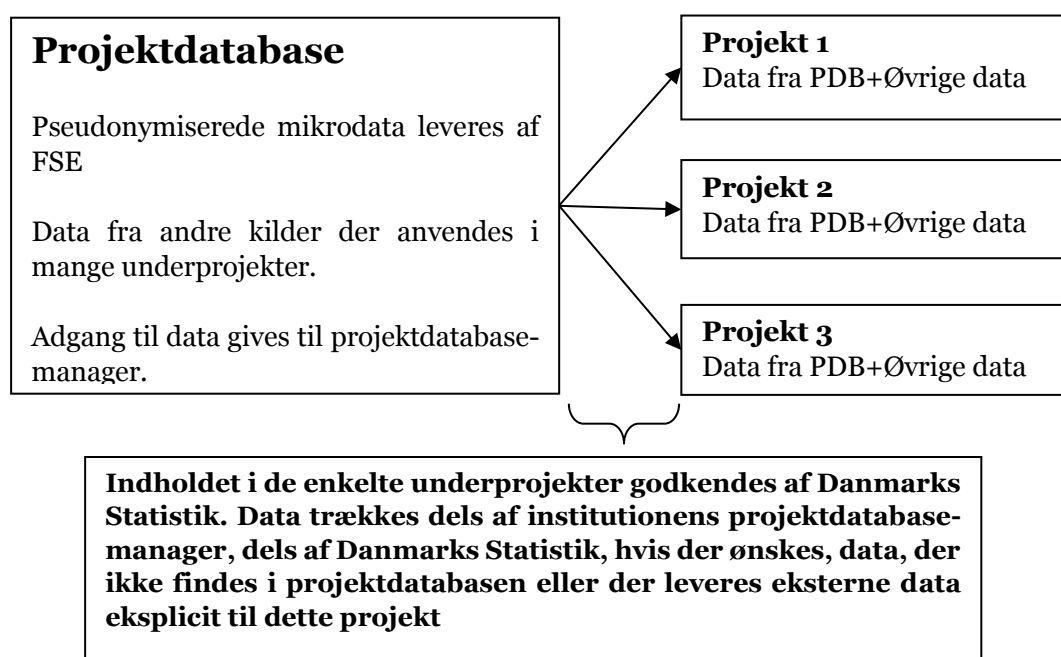 Projektdatabase
Pseudonymiserede mikrodata leveres af
FSE
Data fra andre kilder der anvendes i
mange underprojekter.
Adgang til data gives til projektdatabase-
manager.
Projekt 1
Data fra PDB+Øvrige data
Projekt 2
Data fra PDB+Øvrige data
Projekt 3
Data fra PDB+Øvrige data
Indholdet i de enkelte underprojekter godkendes af Danmarks
Statistik. Data trækkes dels af institutionens projektdatabase-
manager, dels af Danmarks Statistik, hvis der ønskes, data, der
ikke findes i projektdatabasen eller der leveres eksterne data
eksplicit til dette projekt